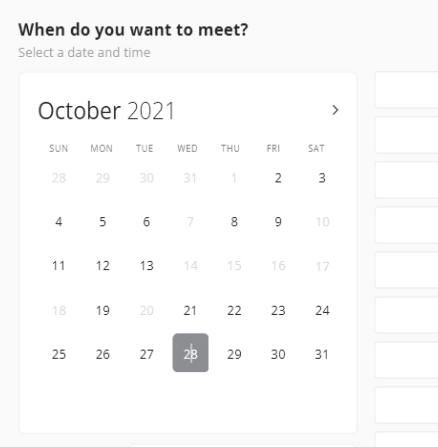 When do you want to meet?
Select a date and time
October 2021
SUN MON TUE WED THU FRI SAT
28 29 30 31 1 2 3
4 5 6 7 8 9 10
11 12 13 14 15 16 17
18 19 20 21 22 23 24
25 26 27 28 29 30 31